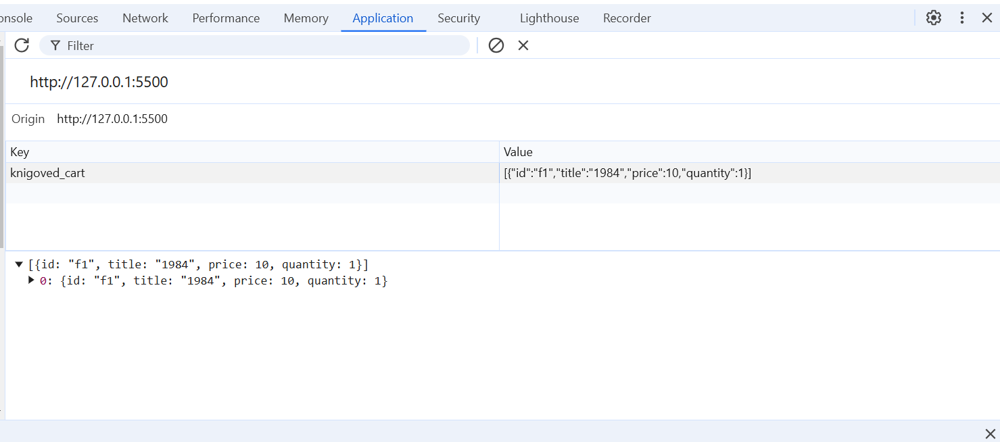 onsole Sources Network Performance Memory Application Security Lighthouse Recorder
Filter
http://127.0.0.1:5500
Origin http://127.0.0.1:5500
Key Value
knigoved_cart [{"id":"f1","title":"1984","price":10,"quantity":1}]
[{id: "f1", title: "1984", price: 10, quantity: 1}]
0: {id: "f1", title: "1984", price: 10, quantity: 1}